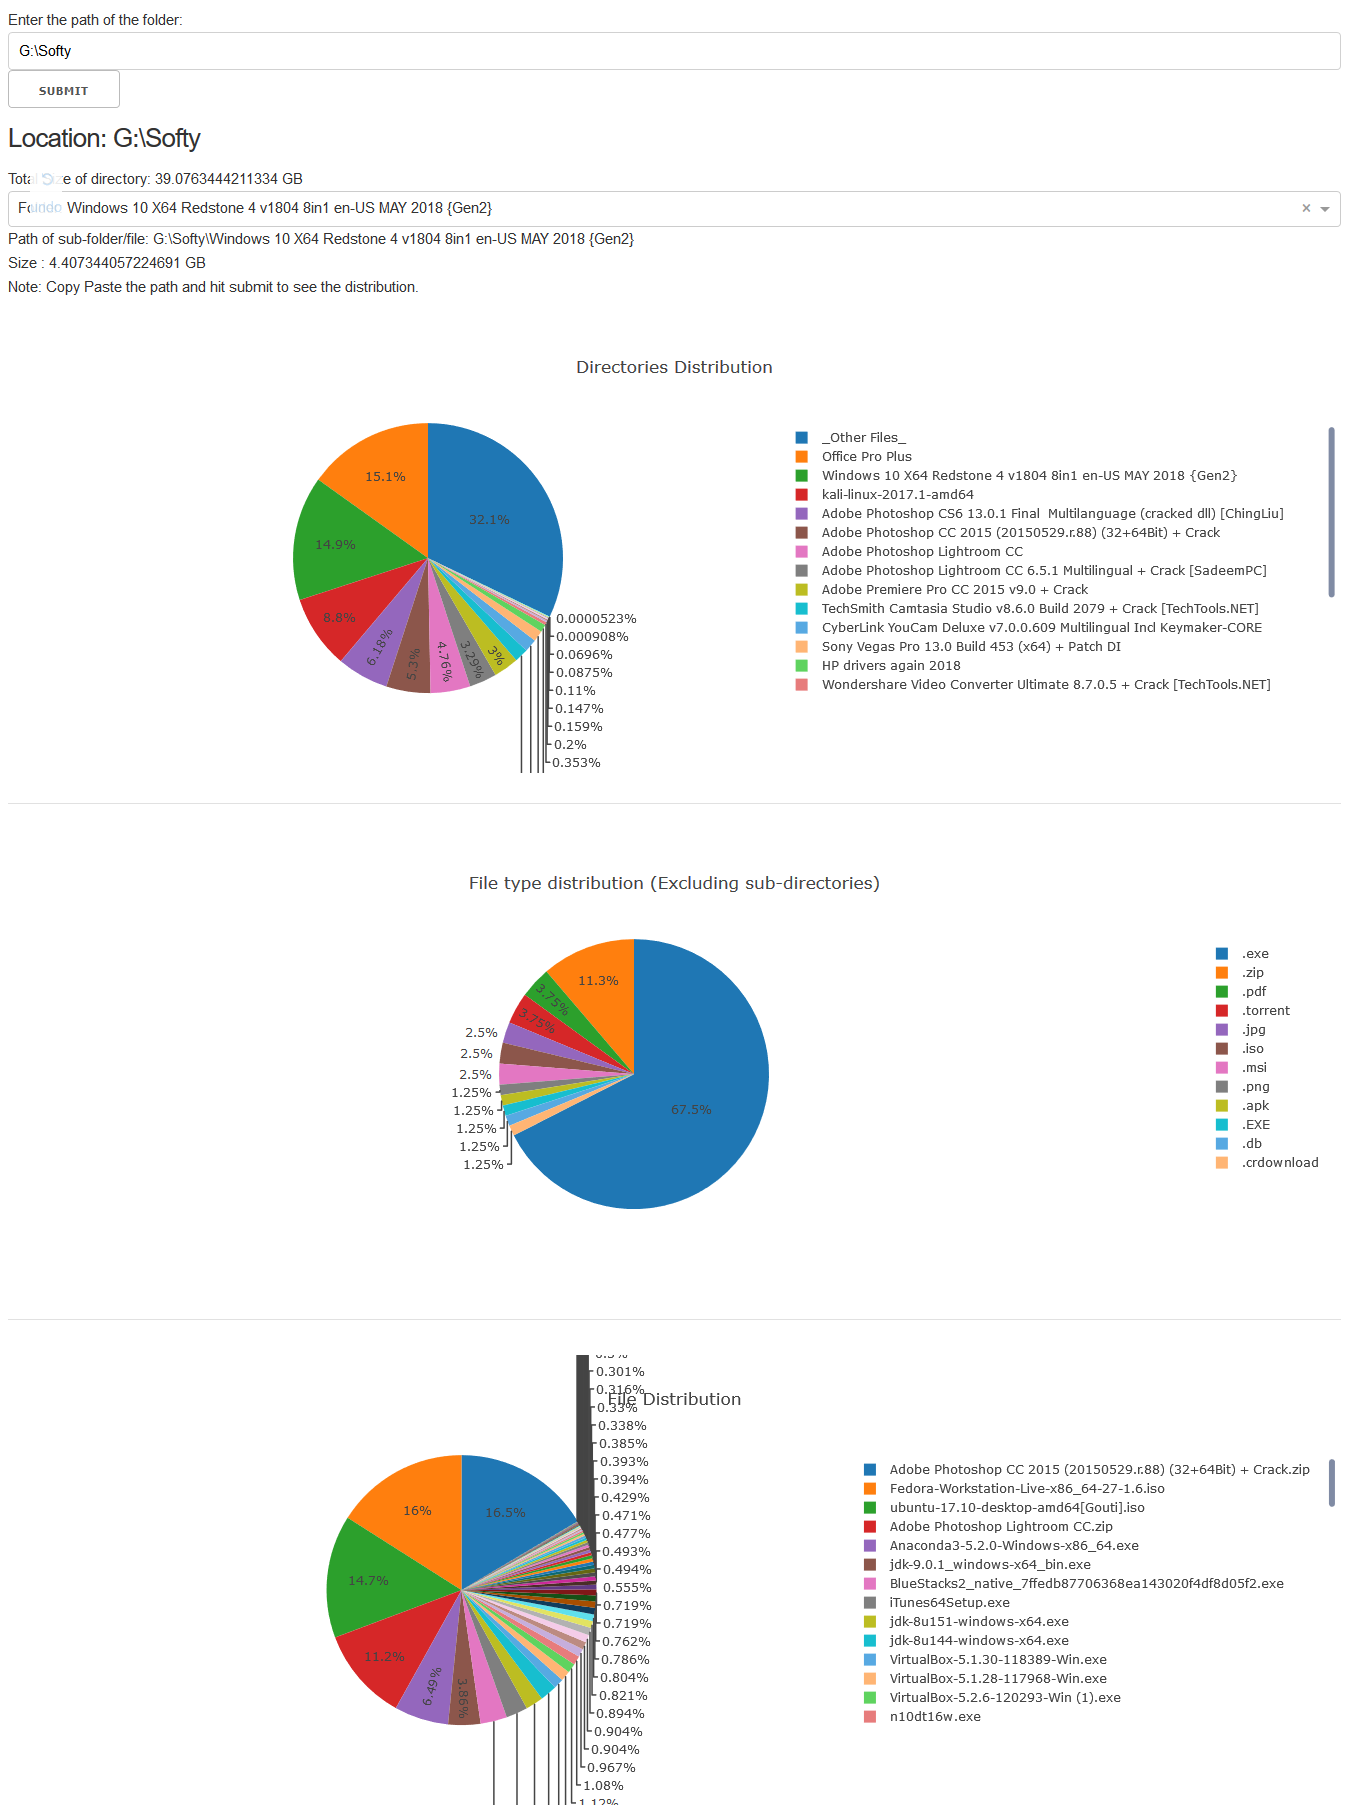 Enter the path of the folder:
G:\Softy
SUBMIT
Location: G:\Softy
Total Size of directory: 39.0763444211334 GB
Windows 10 X64 Redstone 4 v1804 8in1 en-US MAY 2018 {Gen2}
× 
Path of sub-folder/file: G:\Softy\Windows 10 X64 Redstone 4 v1804 8in1 en-US MAY 2018 {Gen2}
Size : 4.407344057224691 GB
Note: Copy Paste the path and hit submit to see the distribution.
Directories Distribution
32.1%
15.1%
14.9%
8.8%
6.18%
5.3%
4.76%
3.29%
3%
0.0000523%
0.000908%
0.0696%
0.0875%
0.11%
0.147%
0.159%
0.2%
0.353%
_Other Files_
Office Pro Plus
Windows 10 X64 Redstone 4 v1804 8in1 en-US MAY 2018 {Gen2}
kali-linux-2017.1-amd64
Adobe Photoshop CS6 13.0.1 Final  Multilanguage (cracked dll) [ChingLiu]
Adobe Photoshop CC 2015 (20150529.r.88) (32+64Bit) + Crack
Adobe Photoshop Lightroom CC
Adobe Photoshop Lightroom CC 6.5.1 Multilingual + Crack [SadeemPC]
Adobe Premiere Pro CC 2015 v9.0 + Crack
TechSmith Camtasia Studio v8.6.0 Build 2079 + Crack [TechTools.NET]
CyberLink YouCam Deluxe v7.0.0.609 Multilingual Incl Keymaker-CORE
Sony Vegas Pro 13.0 Build 453 (x64) + Patch DI
HP drivers again 2018
Wondershare Video Converter Ultimate 8.7.0.5 + Crack [TechTools.NET]
File type distribution (Excluding sub-directories)
67.5%
11.3%
3.75%
3.75%
2.5%
2.5%
2.5%
1.25%
1.25%
1.25%
1.25%
1.25%
.exe
.zip
.pdf
.torrent
.jpg
.iso
.msi
.png
.apk
.EXE
.db
.crdownload
File Distribution
16.5%
16%
14.7%
11.2%
6.49%
3.86%
0.301%
0.316%
0.33%
0.338%
0.385%
0.393%
0.394%
0.429%
0.471%
0.477%
0.493%
0.494%
0.555%
0.719%
0.719%
0.762%
0.786%
0.804%
0.821%
0.894%
0.904%
0.904%
0.967%
1.08%
1.12%
Adobe Photoshop CC 2015 (20150529.r.88) (32+64Bit) + Crack.zip
Fedora-Workstation-Live-x86_64-27-1.6.iso
ubuntu-17.10-desktop-amd64[Gouti].iso
Adobe Photoshop Lightroom CC.zip
Anaconda3-5.2.0-Windows-x86_64.exe
jdk-9.0.1_windows-x64_bin.exe
BlueStacks2_native_7ffedb87706368ea143020f4df8d05f2.exe
iTunes64Setup.exe
jdk-8u151-windows-x64.exe
jdk-8u144-windows-x64.exe
VirtualBox-5.1.30-118389-Win.exe
VirtualBox-5.1.28-117968-Win.exe
VirtualBox-5.2.6-120293-Win (1).exe
n10dt16w.exe